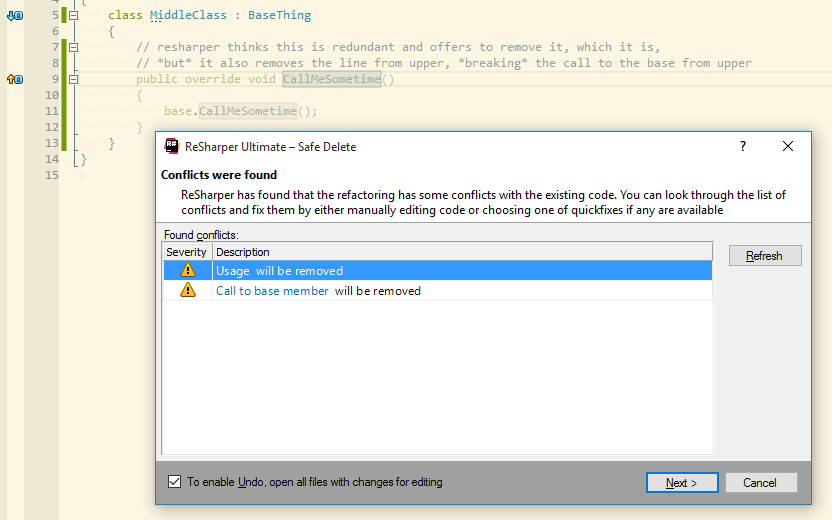 4 {
5 class MiddleClass : BaseThing
6 {
7 // resharper thinks this is redundant and offers to remove it, which it is,
8 // *but* it also removes the line from upper, *breaking* the call to the base from upper
9 public override void CallMeSometime()
10 {
11 base.CallMeSometime();
12 }
13 }
14 }
15
R# ReSharper Ultimate – Safe Delete ?
Conflicts were found
ReSharper has found that the refactoring has some conflicts with the existing code. You can look through the list of
conflicts and fix them by either manually editing code or choosing one of quickfixes if any are available
Found conflicts:
Severity Description
Usage will be removed
Call to base member will be removed
Refresh
To enable Undo, open all files with changes for editing
Next > Cancel